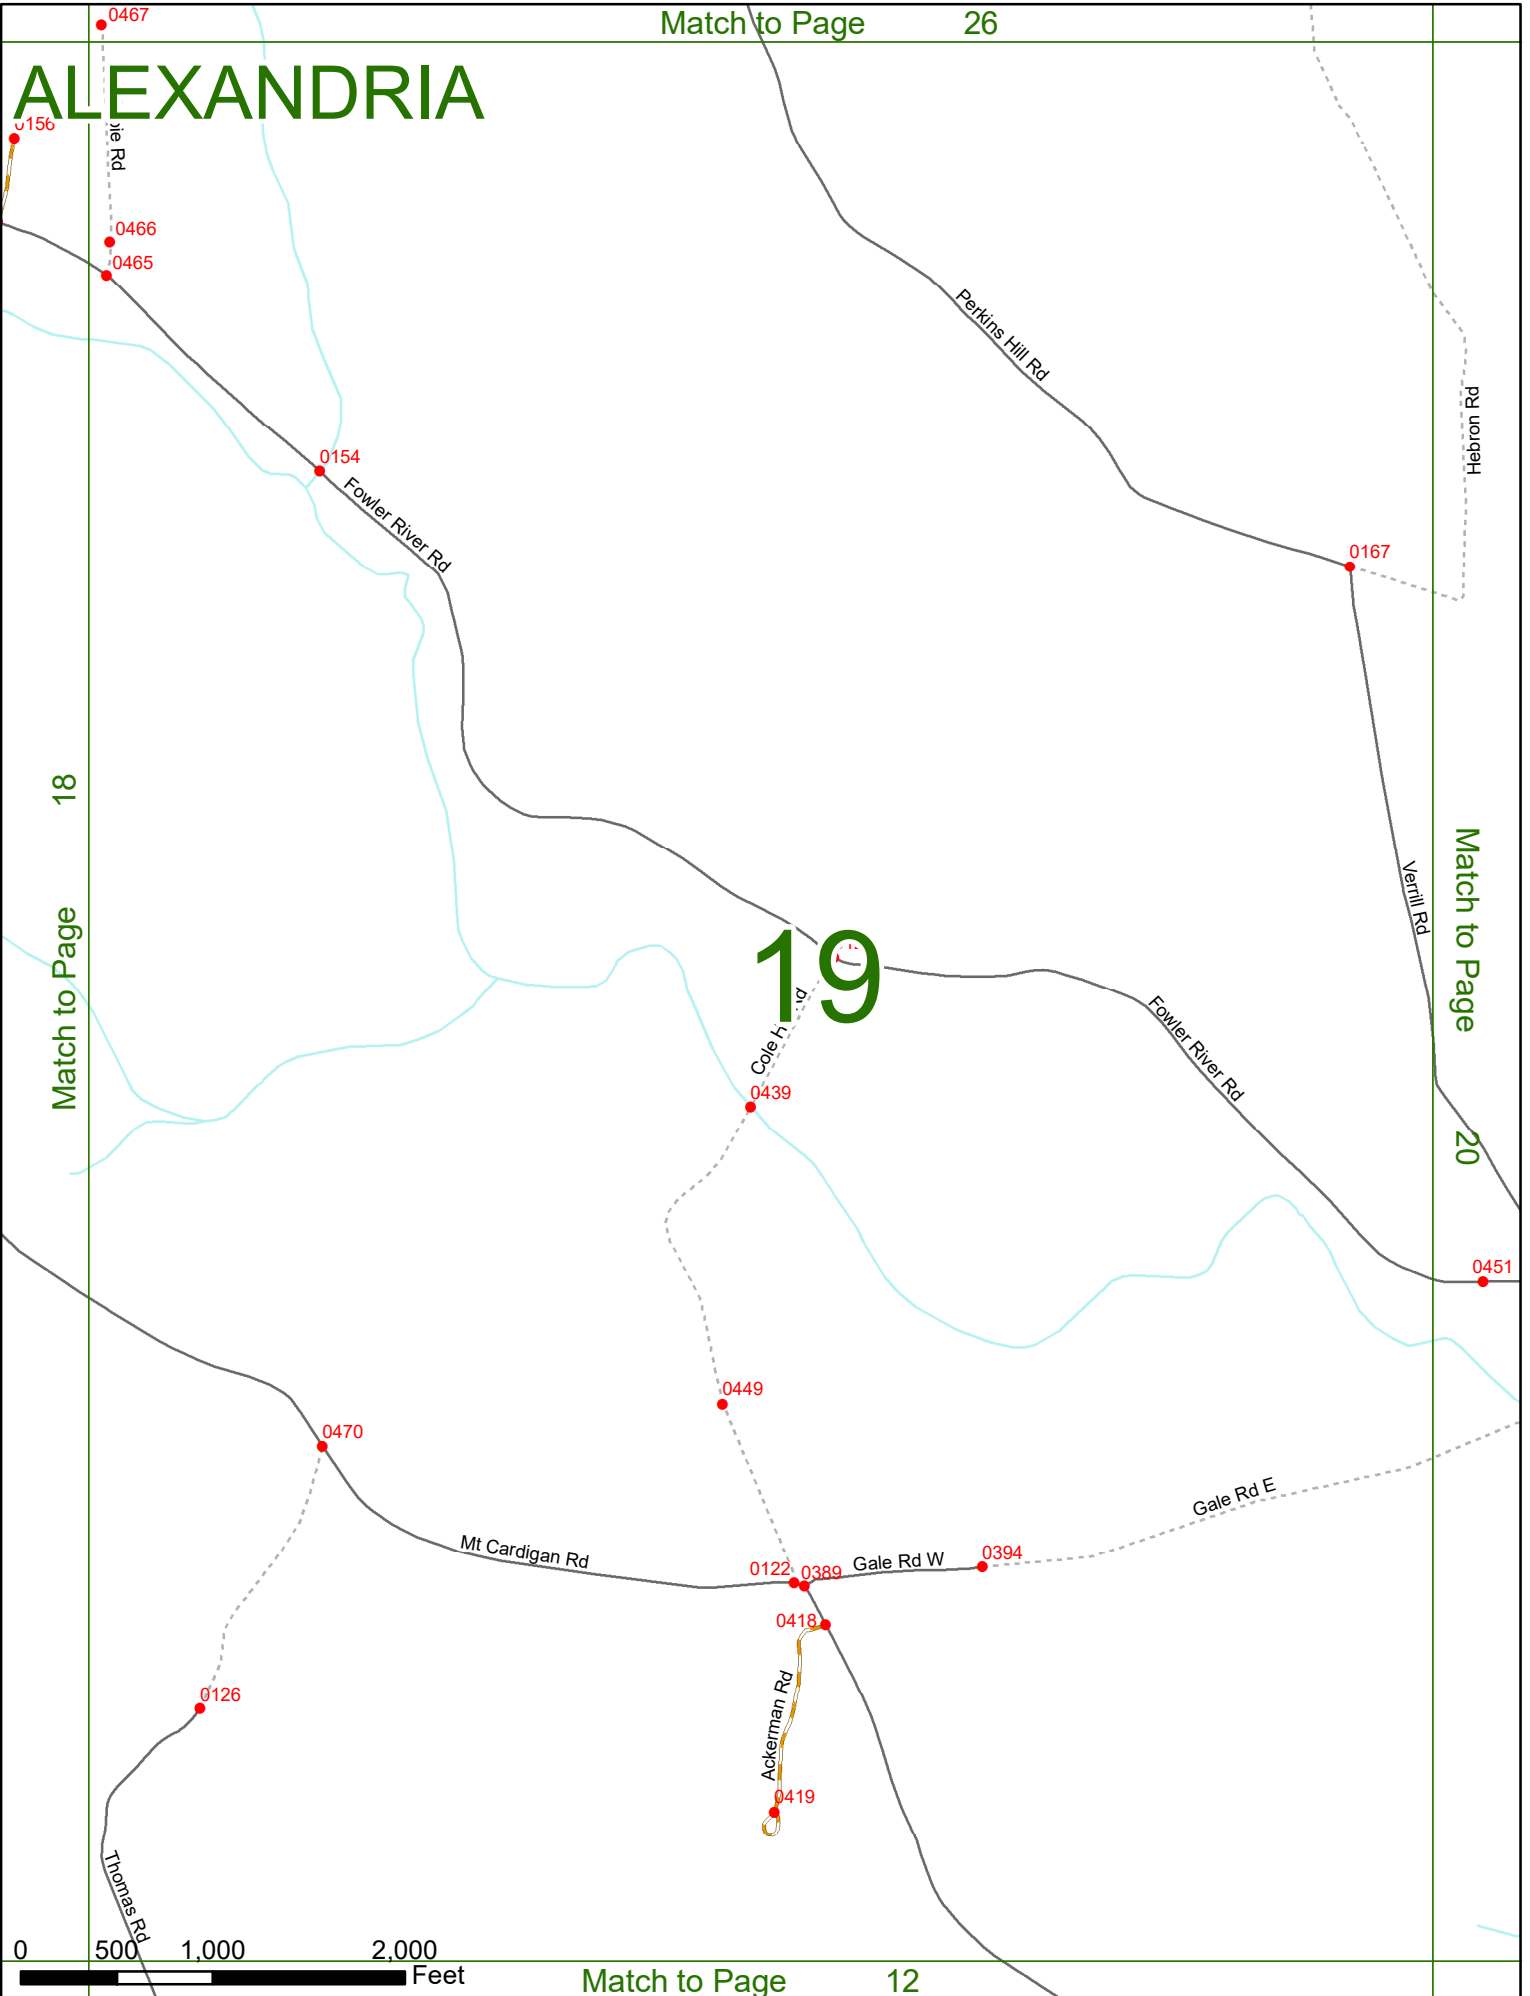 0467
Match to Page 26
ALEXANDRIA
0156
Rd
0466
0465
Perkins Hill Rd
Hebron Rd
0154
Fowler River Rd
0167
18
Match to Page
Verrill Rd
Match to Page
20
19
Cole
0439
Fowler River Rd
0451
0449
0470
Gale Rd E
Mt Cardigan Rd
0122
0389
Gale Rd W
0394
0418
Ackerman Rd
0126
0419
Thomas Rd
0 500 1,000 2,000
Feet
Match to Page 12